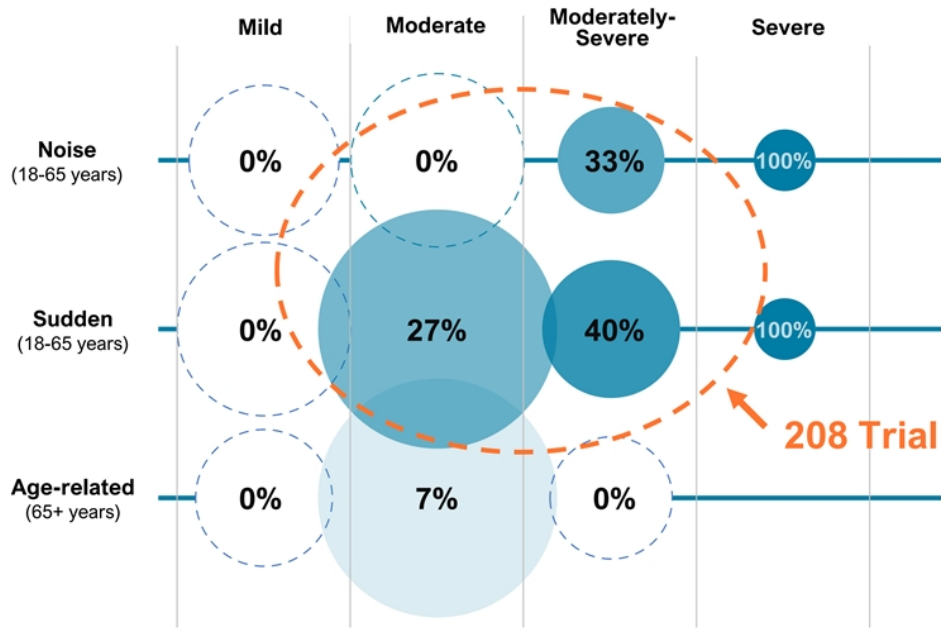 Mild
Moderate
Moderately-
Severe
Severe
Noise
(18-65 years)
0%
0%
33%
100%
Sudden
(18-65 years)
0%
27%
40%
100%
208 Trial
Age-related
(65+ years)
0%
7%
0%